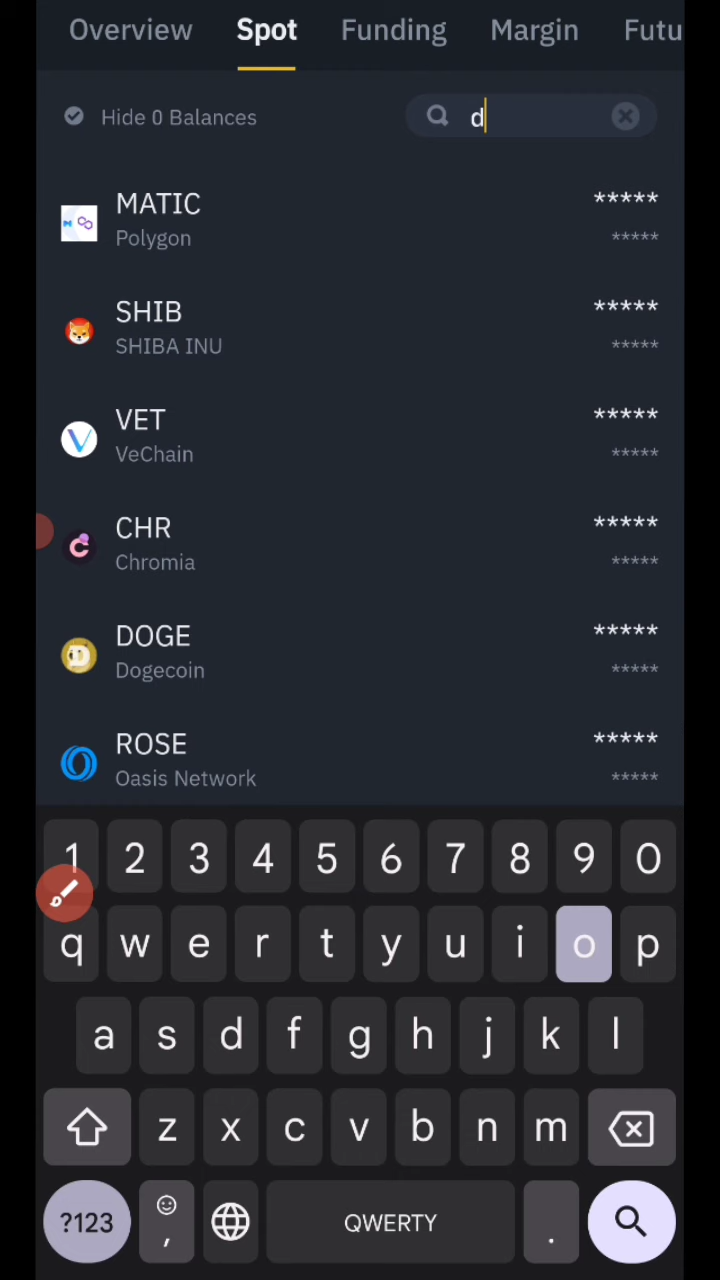 Overview Spot Funding Margin Futu
Hide 0 Balances d
MATIC *****
Polygon *****
SHIB *****
SHIBA INU *****
VET *****
VeChain *****
CHR *****
Chromia *****
DOGE *****
Dogecoin *****
ROSE *****
Oasis Network *****
1 2 3 4 5 6 7 8 9 0
q w e r t y u i o p
a s d f g h j k l
z x c v b n m
?123 , QWERTY .